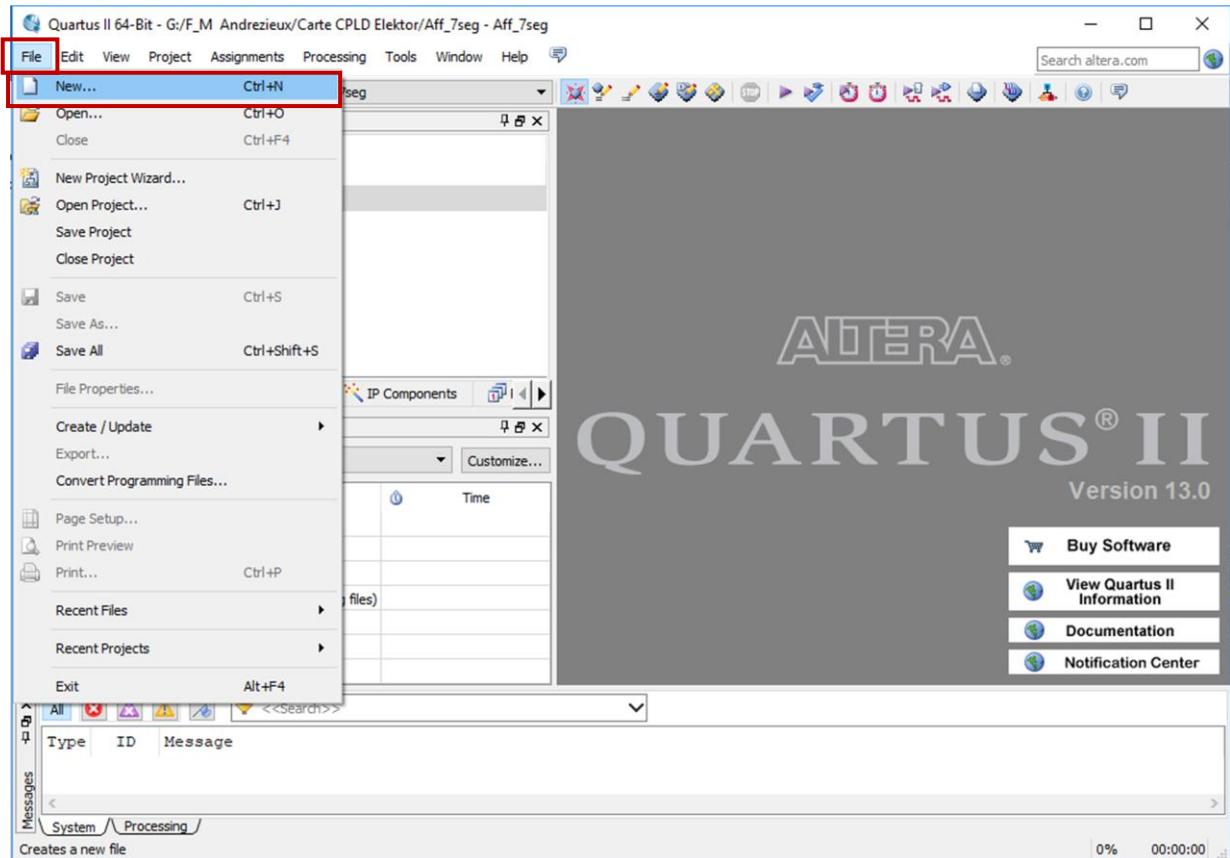 Quartus II 64-Bit - G:/F_M Andrezieux/Carte CPLD Elektor/Aff_7seg - Aff_7seg
File Edit View Project Assignments Processing Tools Window Help
Search altera.com
New... Ctrl+N
7seg
Open... Ctrl+O
Close Ctrl+F4
New Project Wizard...
Open Project... Ctrl+J
Save Project
Close Project
Save Ctrl+S
Save As...
Save All Ctrl+Shift+S
File Properties...
IP Components
Create / Update
Export...
Customize...
Convert Programming Files...
Time
Page Setup...
Print Preview
Print... Ctrl+P
files)
Recent Files
Recent Projects
Exit Alt+F4
ALTERA®
QUARTUS® II
Version 13.0
Buy Software
View Quartus II
Information
Documentation
Notification Center
All <<Search>>
Type ID Message
Messages
System Processing
Creates a new file
0% 00:00:00